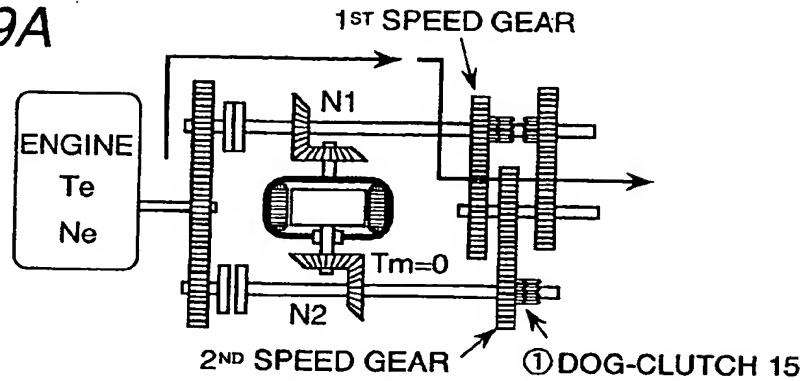 9A
1ST SPEED GEAR
N1
ENGINE
Te
Ne
Tm=0
N2
2ND SPEED GEAR
①DOG-CLUTCH 15